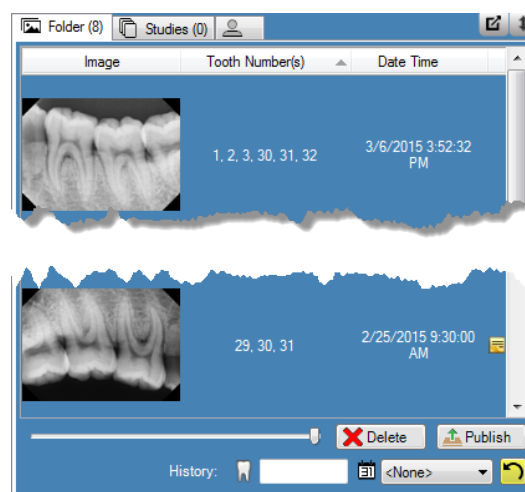 Folder (8) Studies (0)
Image Tooth Number(s) Date Time
1, 2, 3, 30, 31, 32
3/6/2015 3:52:32
PM
29, 30, 31
2/25/2015 9:30:00
AM
Delete Publish
History: 31 <None>